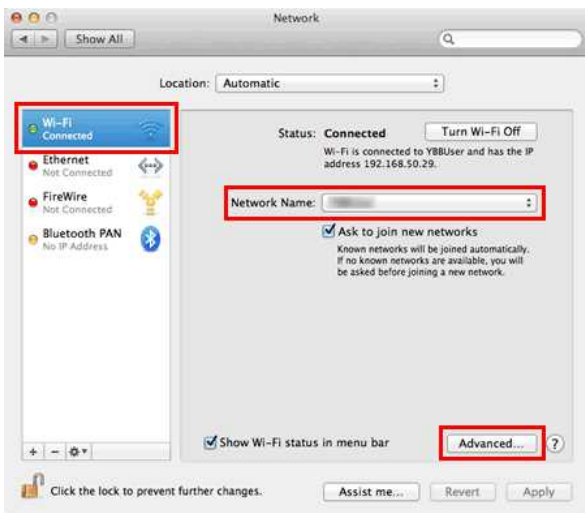 Network
Show All
Location: Automatic
Wi-Fi
Connected
Ethernet
Not Connected
FireWire
Not Connected
Bluetooth PAN
No IP Address
Status: Connected
Turn Wi-Fi Off
Wi-Fi is connected to YBBUser and has the IP
address 192.168.50.29.
Network Name:
Ask to join new networks
Known networks will be joined automatically.
If no known networks are available, you will
be asked before joining a new network.
Show Wi-Fi status in menu bar
Advanced...
?
+ −
Click the lock to prevent further changes.
Assist me...
Revert
Apply